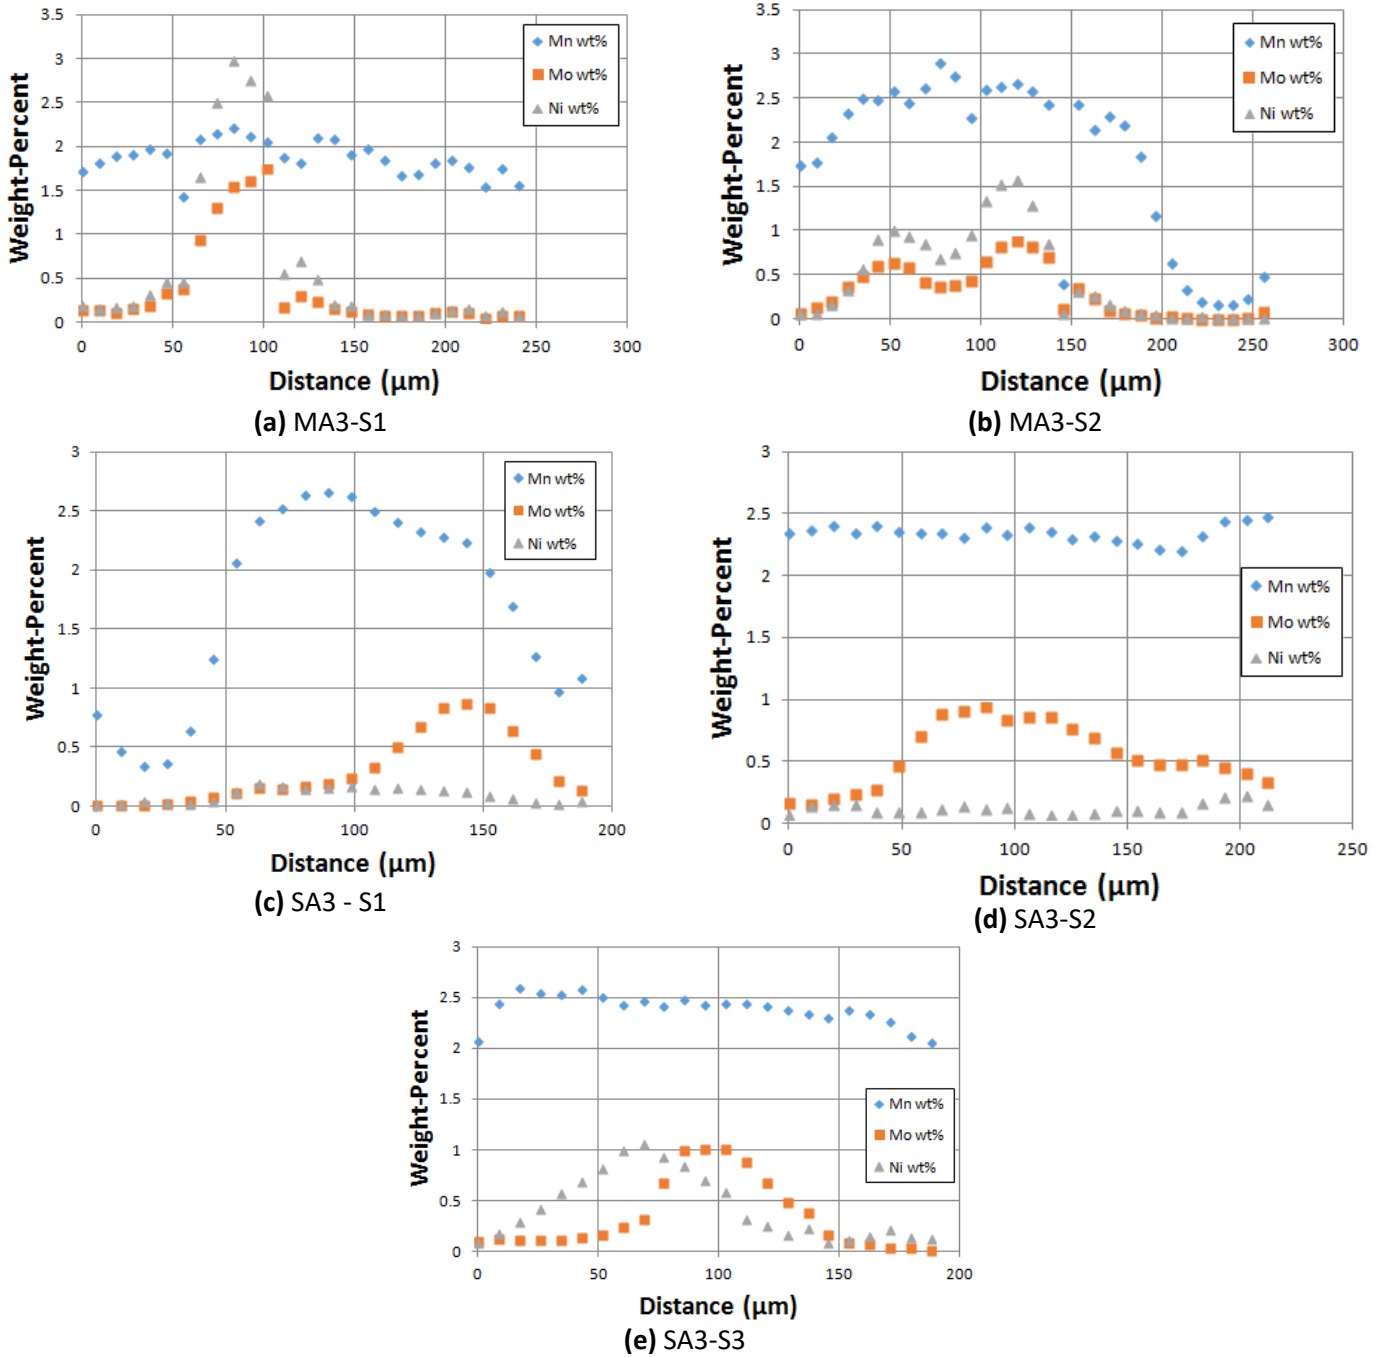 3.5
3
2.5
2
1.5
1
0.5
0
Weight-Percent
Mn wt%
Mo wt%
Ni wt%
0 50 100 150 200 250 300
Distance (µm)
(a) MA3-S1
3.5
3
2.5
2
1.5
1
0.5
0
Weight-Percent
Mn wt%
Mo wt%
Ni wt%
0 50 100 150 200 250 300
Distance (µm)
(b) MA3-S2
3
2.5
2
1.5
1
0.5
0
Weight-Percent
Mn wt%
Mo wt%
Ni wt%
0 50 100 150 200
Distance (µm)
(c) SA3 - S1
3
2.5
2
1.5
1
0.5
0
Weight-Percent
Mn wt%
Mo wt%
Ni wt%
0 50 100 150 200 250
Distance (µm)
(d) SA3-S2
3
2.5
2
1.5
1
0.5
0
Weight-Percent
Mn wt%
Mo wt%
Ni wt%
0 50 100 150 200
Distance (µm)
(e) SA3-S3